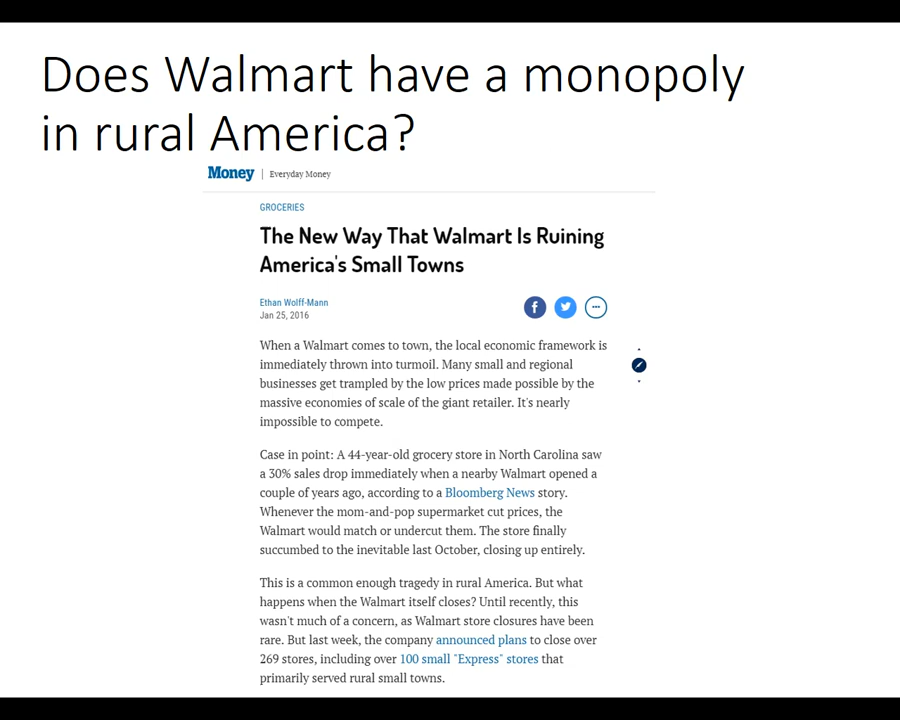 Does Walmart have a monopoly
in rural America?
Money | Everyday Money
GROCERIES
The New Way That Walmart Is Ruining
America's Small Towns
Ethan Wolff-Mann
Jan 25, 2016
When a Walmart comes to town, the local economic framework is
immediately thrown into turmoil. Many small and regional
businesses get trampled by the low prices made possible by the
massive economies of scale of the giant retailer. It's nearly
impossible to compete.
Case in point: A 44-year-old grocery store in North Carolina saw
a 30% sales drop immediately when a nearby Walmart opened a
couple of years ago, according to a Bloomberg News story.
Whenever the mom-and-pop supermarket cut prices, the
Walmart would match or undercut them. The store finally
succumbed to the inevitable last October, closing up entirely.
This is a common enough tragedy in rural America. But what
happens when the Walmart itself closes? Until recently, this
wasn't much of a concern, as Walmart store closures have been
rare. But last week, the company announced plans to close over
269 stores, including over 100 small "Express" stores that
primarily served rural small towns.